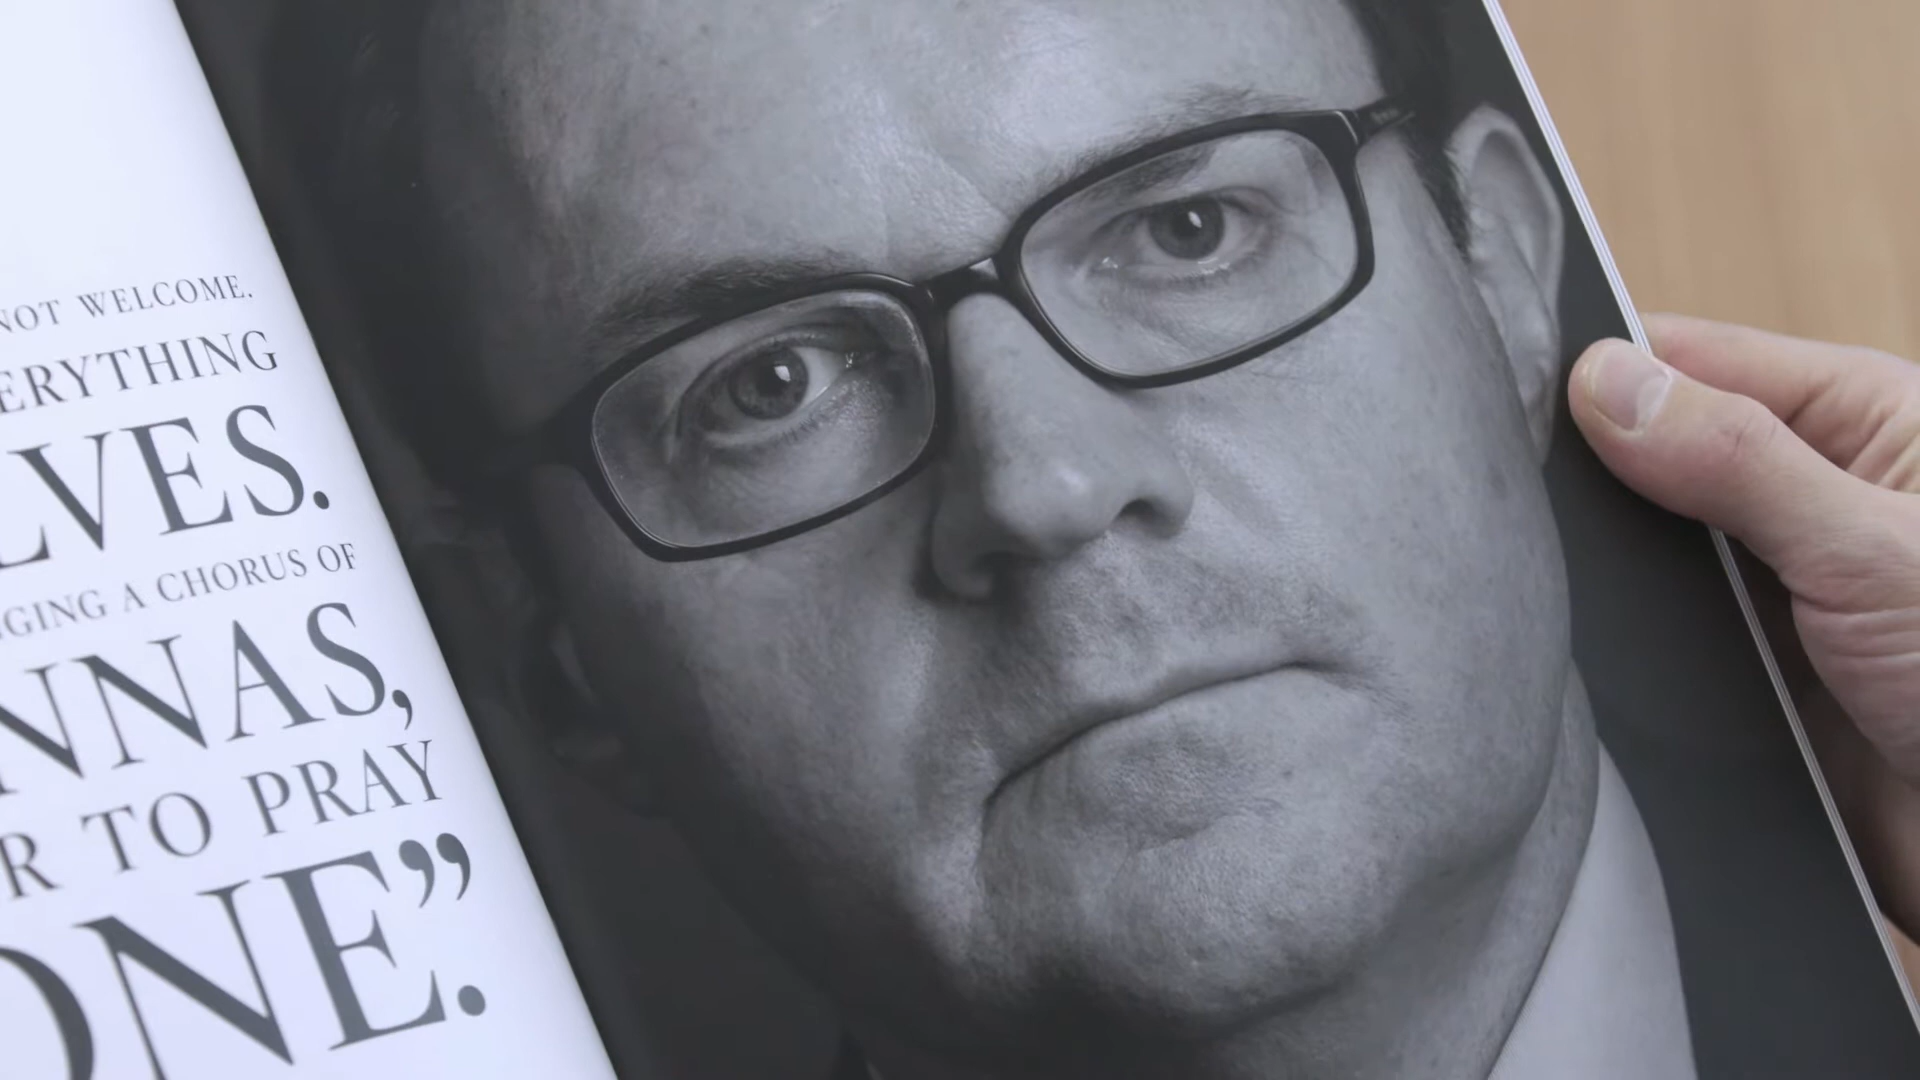 NOT WELCOME.
ERYTHING
LVES.
GING A CHORUS OF
NNAS,
R TO PRAY
ONE”.